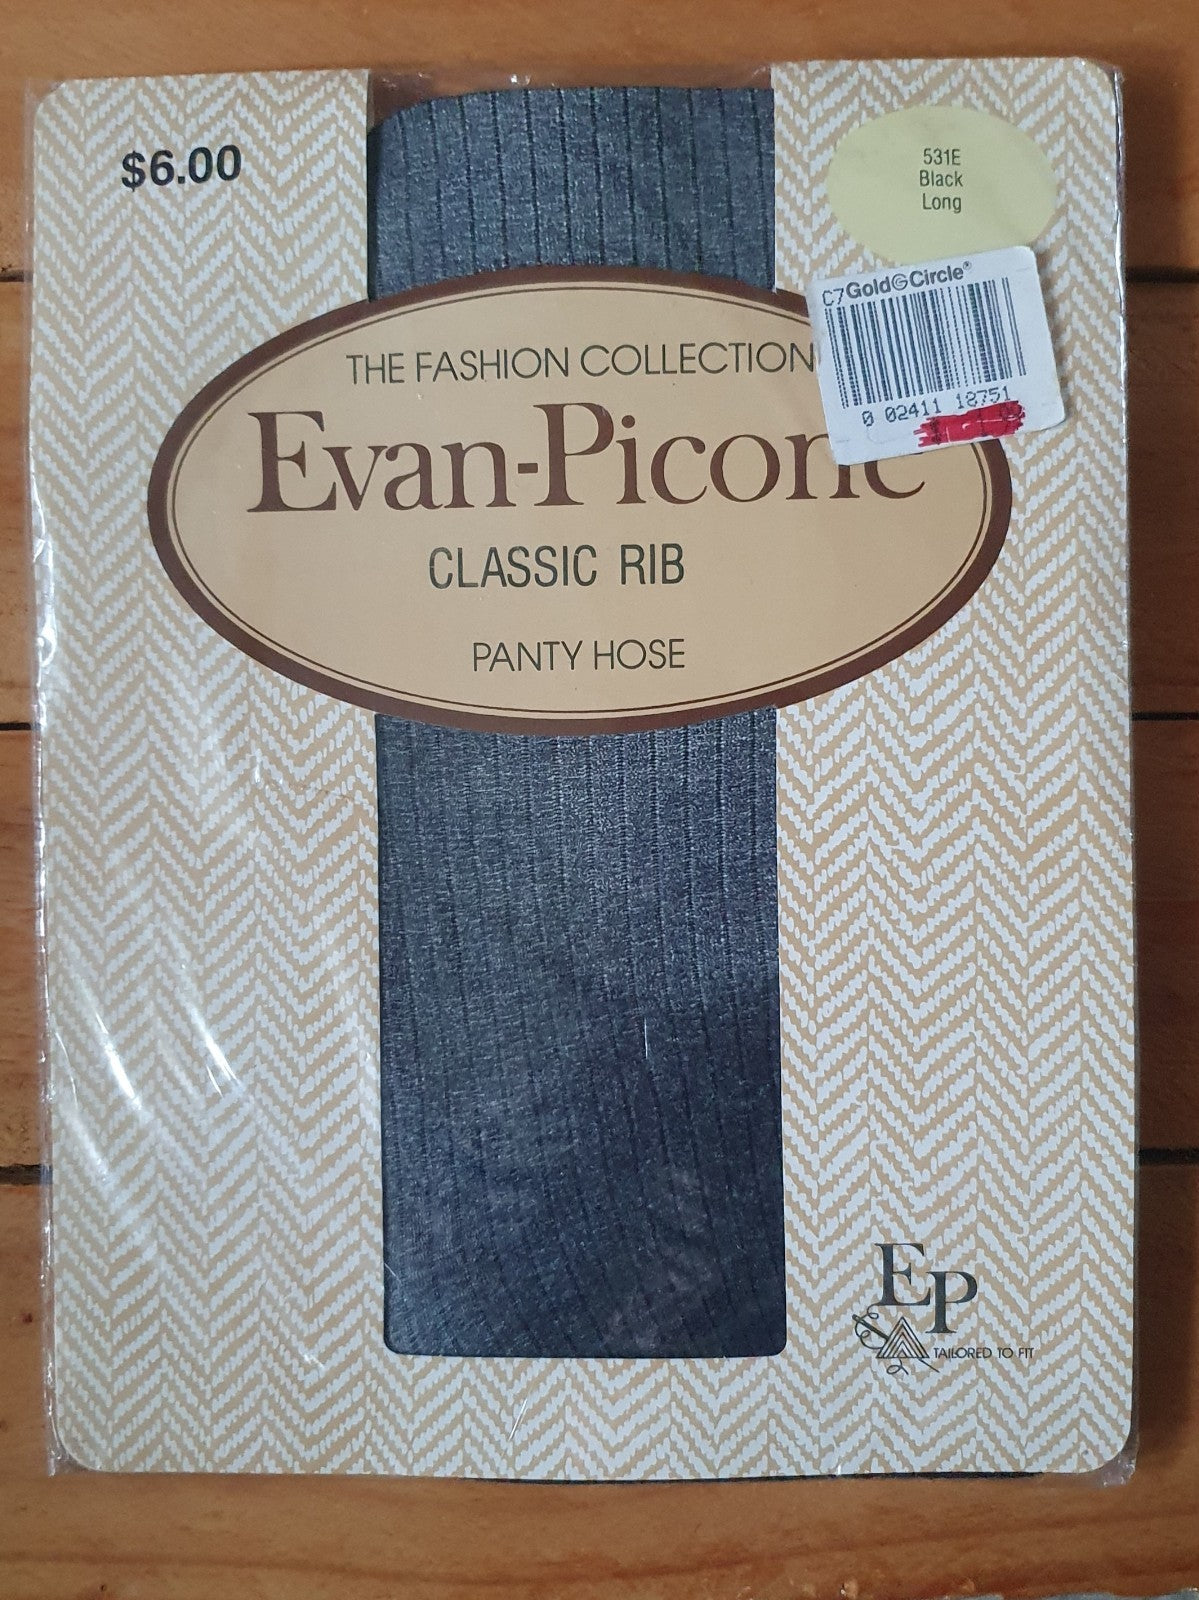 $6.00
531E
Black
Long
C7 Gold Circle®
0 02411 18751
THE FASHION COLLECTION
Evan-Picone
CLASSIC RIB
PANTY HOSE
EP
TAILORED TO FIT